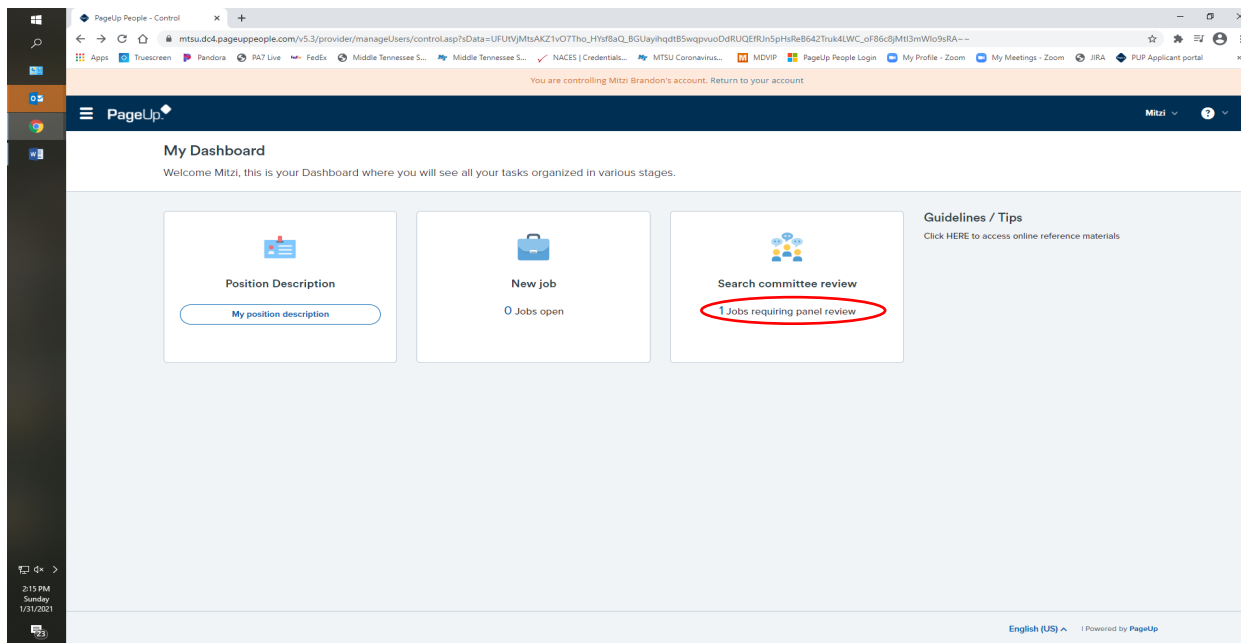 PageUp People - Control
mtsu.dc4.pageuppeople.com/v5.3/provider/manageUsers/control.asp?sData=UFUtVjMtsAKZ1vO7Tho_HYsf8aQ_BGUayihqdtB5wqpvuoDdRUQEfRJn5pHsReB642Truk4LWC_oF86c8jMtI3mWIo9sRA~~
Apps Truescreen Pandora PA7 Live FedEx Middle Tennessee S... Middle Tennessee S... NACES | Credentials... MTSU Coronavirus... MDVIP PageUp People Login My Profile - Zoom My Meetings - Zoom JIRA PUP Applicant portal
You are controlling Mitzi Brandon's account. Return to your account
PageUp.
Mitzi
?
My Dashboard
Welcome Mitzi, this is your Dashboard where you will see all your tasks organized in various stages.
Position Description
My position description
New job
0 Jobs open
Search committee review
1 Jobs requiring panel review
Guidelines / Tips
Click HERE to access online reference materials
2:15 PM
Sunday
1/31/2021
23
English (US)
| Powered by PageUp